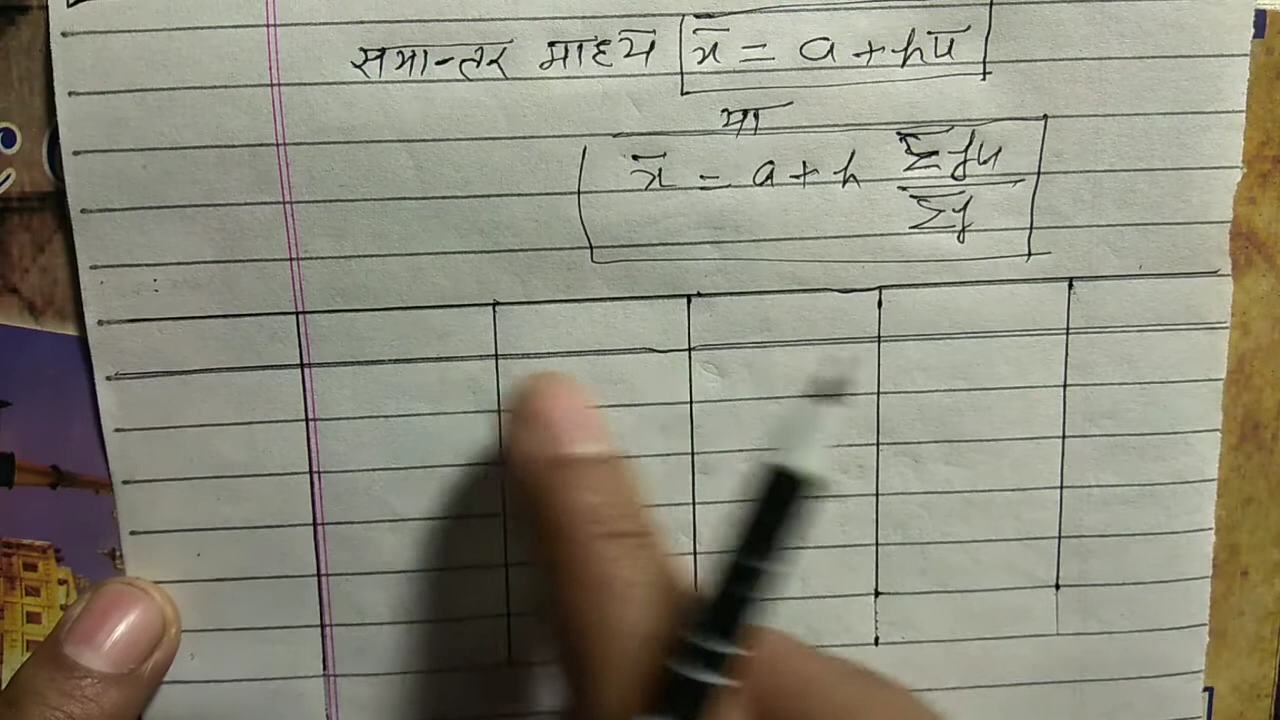 समान्तर माध्य x̄ = a + hū
या
x̄ = a + h Σfu / Σf